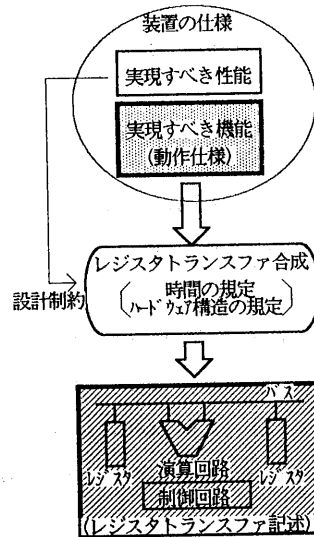 装置の仕様
実現すべき性能
実現すべき機能
(動作仕様)
レジスタトランスファ合成
時間の規定
ハードウェア構造の規定
設計制約
バス
レジスタ
演算回路
レジスタ
制御回路
(レジスタトランスファ記述)